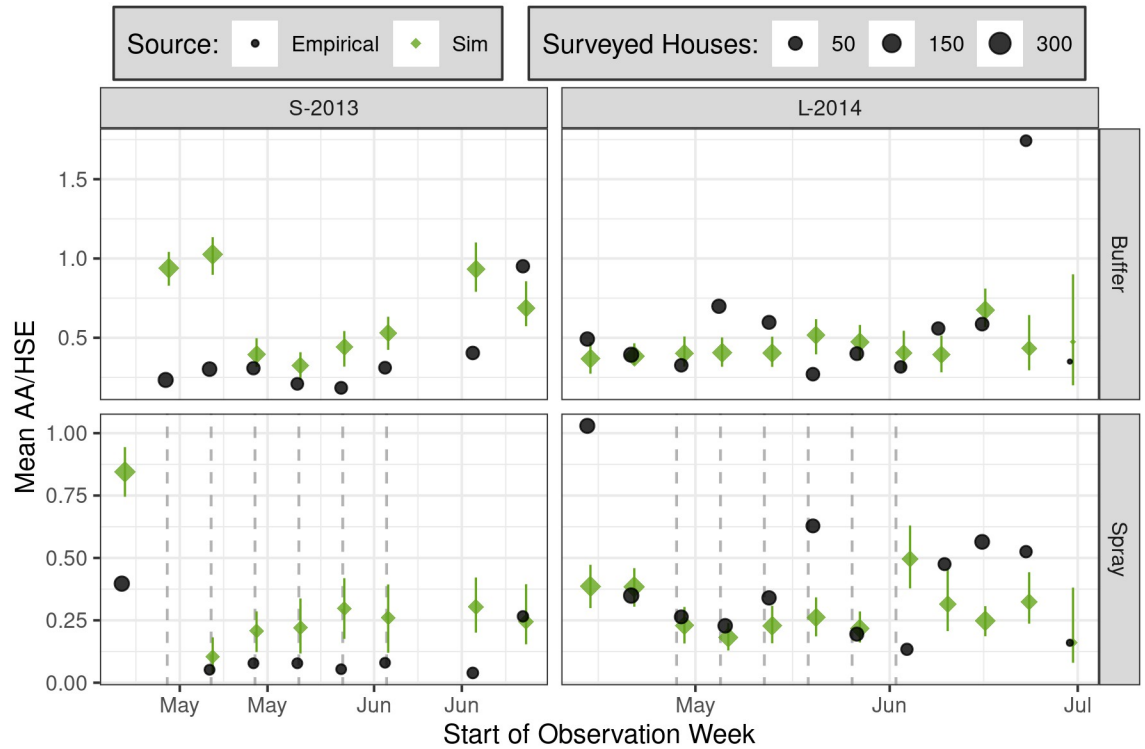 Source: Empirical Sim
Surveyed Houses: 50 150 300
S-2013
L-2014
Mean AA/HSE
1.5
1.0
0.5
Buffer
1.00
0.75
0.50
0.25
0.00
Spray
May May Jun Jun
May Jun Jul
Start of Observation Week